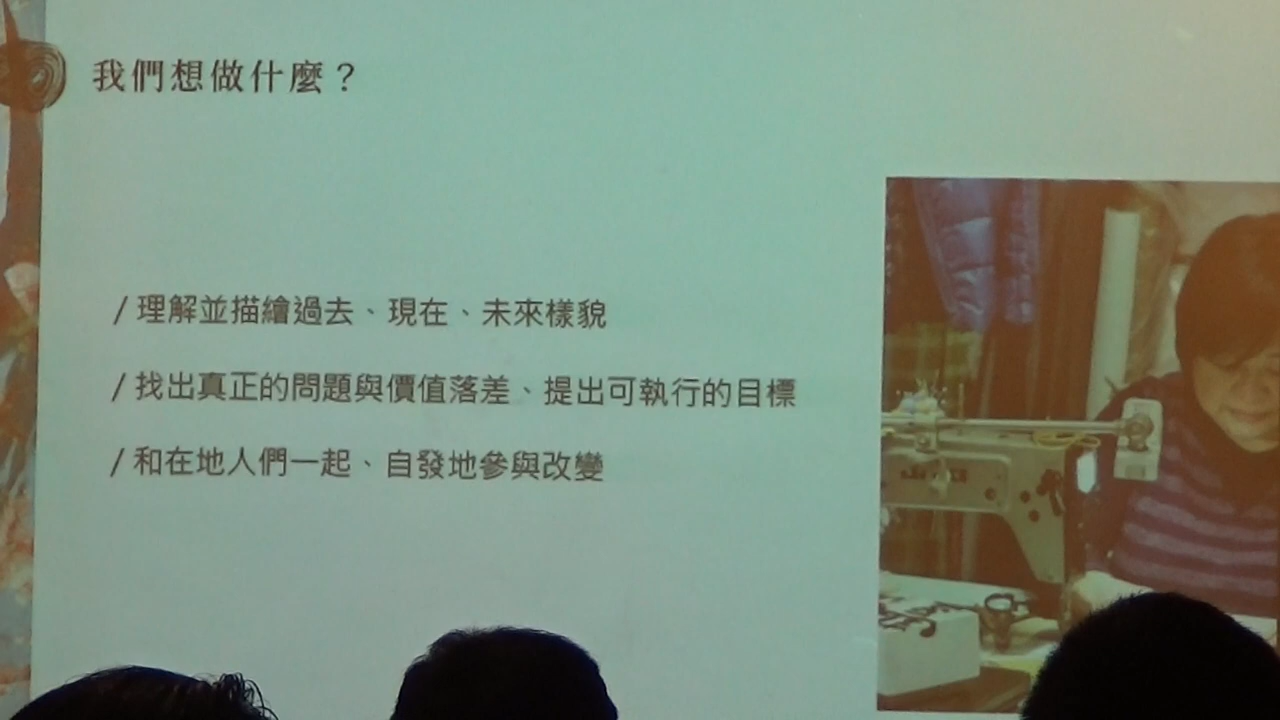 我們想做什麼？
/ 理解並描繪過去、現在、未來樣貌
/ 找出真正的問題與價值落差、提出可執行的目標
/ 和在地人們一起、自發地參與改變